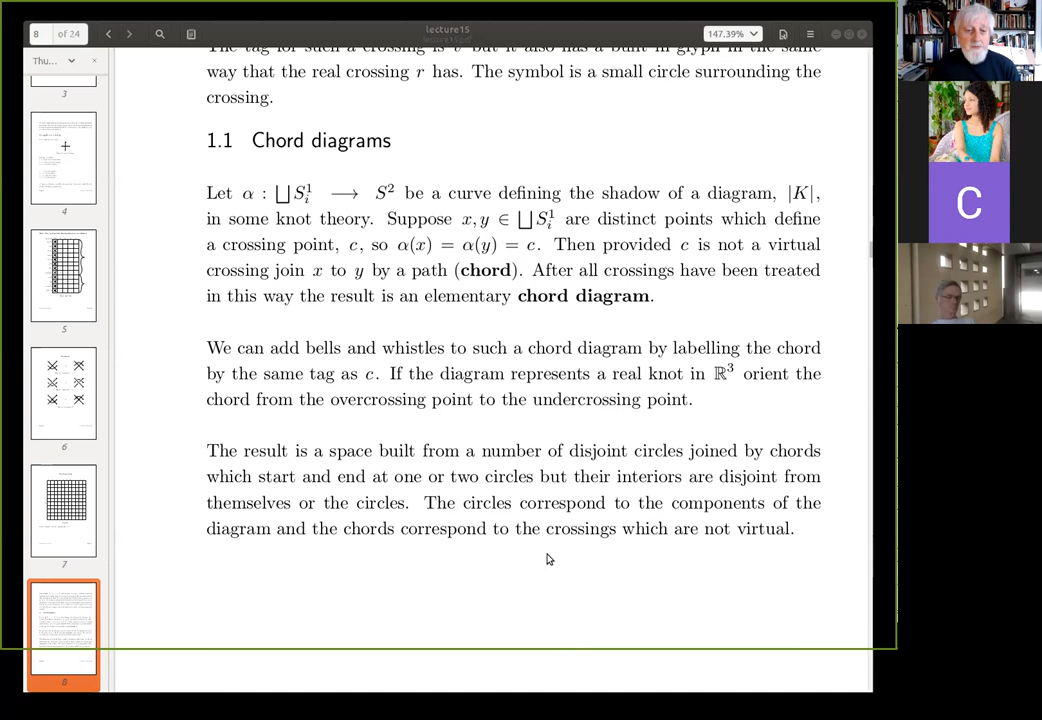 8 of 24
lecture15
lecture15.pdf
147.39%
Thu...
3
4
5
6
7
8
The tag for such a crossing is v but it also has a built in glyph in the same
way that the real crossing r has. The symbol is a small circle surrounding the
crossing.
1.1 Chord diagrams
Let α : ⨆ S¹ᵢ ⟶ S² be a curve defining the shadow of a diagram, |K|,
in some knot theory. Suppose x, y ∈ ⨆ S¹ᵢ are distinct points which define
a crossing point, c, so α(x) = α(y) = c. Then provided c is not a virtual
crossing join x to y by a path (chord). After all crossings have been treated
in this way the result is an elementary chord diagram.
We can add bells and whistles to such a chord diagram by labelling the chord
by the same tag as c. If the diagram represents a real knot in ℝ³ orient the
chord from the overcrossing point to the undercrossing point.
The result is a space built from a number of disjoint circles joined by chords
which start and end at one or two circles but their interiors are disjoint from
themselves or the circles. The circles correspond to the components of the
diagram and the chords correspond to the crossings which are not virtual.
C